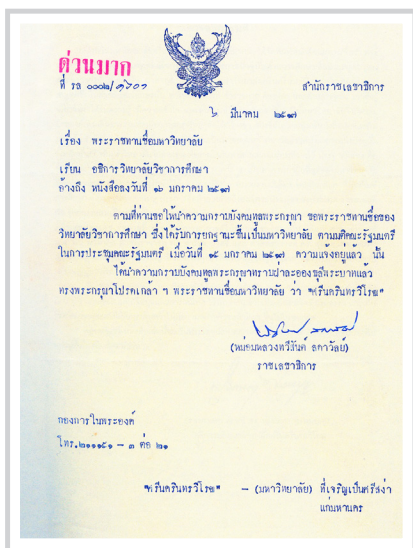 ด่วนมาก
ที่ รล ๐๐๐๒/
สำนักราชเลขาธิการ
๖ มีนาคม ๒๕๑๗
เรื่อง พระราชทานชื่อมหาวิทยาลัย
เรียน อธิการวิทยาลัยวิชาการศึกษา
อ้างถึง หนังสือลงวันที่ ๑๖ มกราคม ๒๕๑๗
ตามที่ท่านขอให้นำความกราบบังคมทูลพระกรุณา ขอพระราชทานชื่อของ
วิทยาลัยวิชาการศึกษา ซึ่งได้รับการยกฐานะขึ้นเป็นมหาวิทยาลัย ตามมติคณะรัฐมนตรี
ในการประชุมคณะรัฐมนตรี เมื่อวันที่ ๑๕ มกราคม ๒๕๑๗ ความแจ้งอยู่แล้ว นั้น
ได้นำความกราบบังคมทูลพระกรุณาทราบฝ่าละอองธุลีพระบาทแล้ว
ทรงพระกรุณาโปรดเกล้า ฯ พระราชทานชื่อมหาวิทยาลัย ว่า "ศรีนครินทรวิโรฒ"
(หม่อมหลวงทวีสันต์ ลดาวัลย์)
ราชเลขาธิการ
กองการในพระองค์
โทร.๒๑๑๑๕๑ - ๓ ต่อ ๒๑
"ศรีนครินทรวิโรฒ" - (มหาวิทยาลัย) ที่เจริญเป็นศรีสง่า
แก่มหานคร